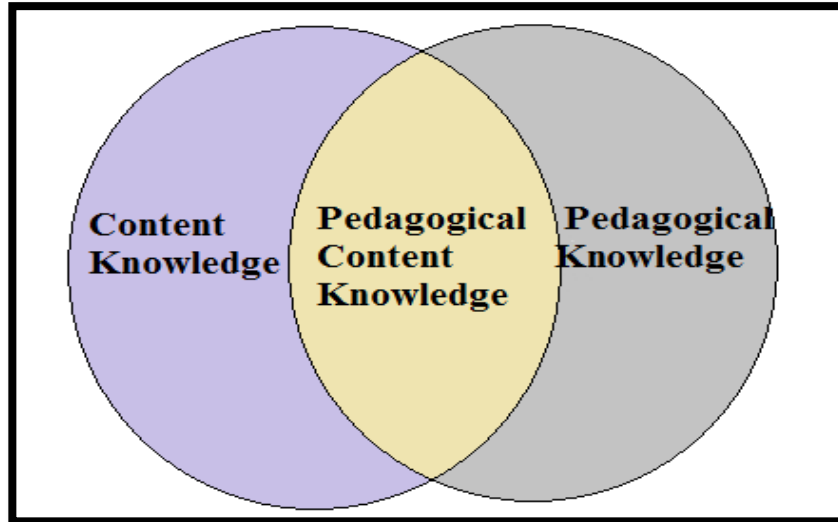 Content
Knowledge
Pedagogical
Content
Knowledge
Pedagogical
Knowledge